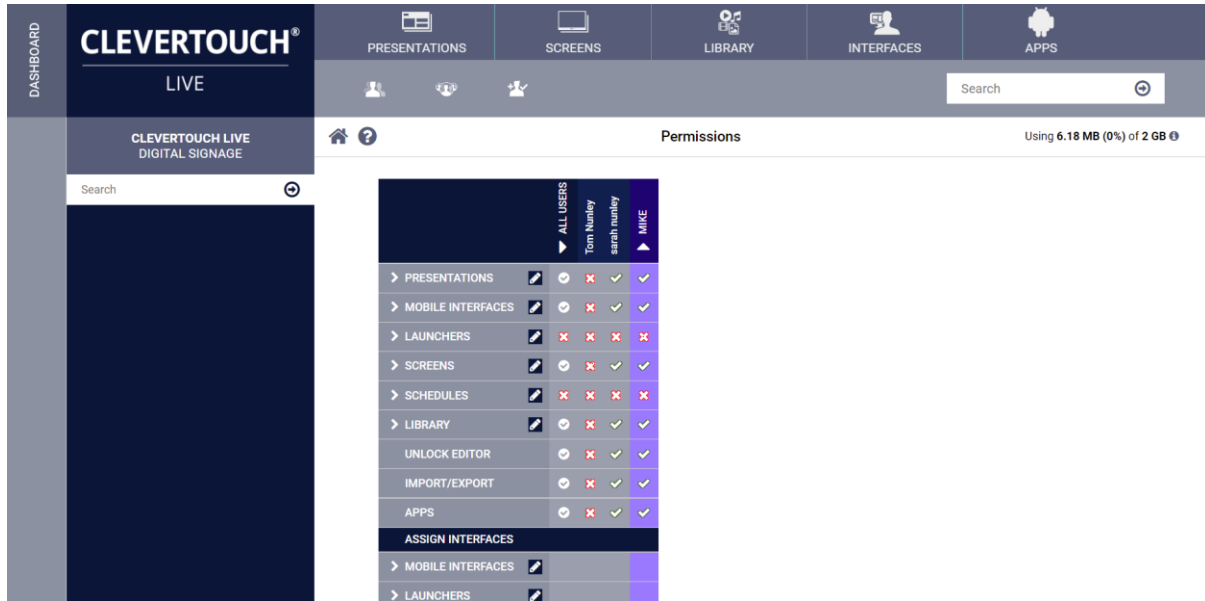 DASHBOARD
CLEVERTOUCH®
LIVE
PRESENTATIONS
SCREENS
LIBRARY
INTERFACES
APPS
Search
CLEVERTOUCH LIVE
DIGITAL SIGNAGE
Search
Permissions
Using 6.18 MB (0%) of 2 GB
ALL USERS
Tom Nunley
sarah nunley
MIKE
PRESENTATIONS
MOBILE INTERFACES
LAUNCHERS
SCREENS
SCHEDULES
LIBRARY
UNLOCK EDITOR
IMPORT/EXPORT
APPS
ASSIGN INTERFACES
MOBILE INTERFACES
LAUNCHERS